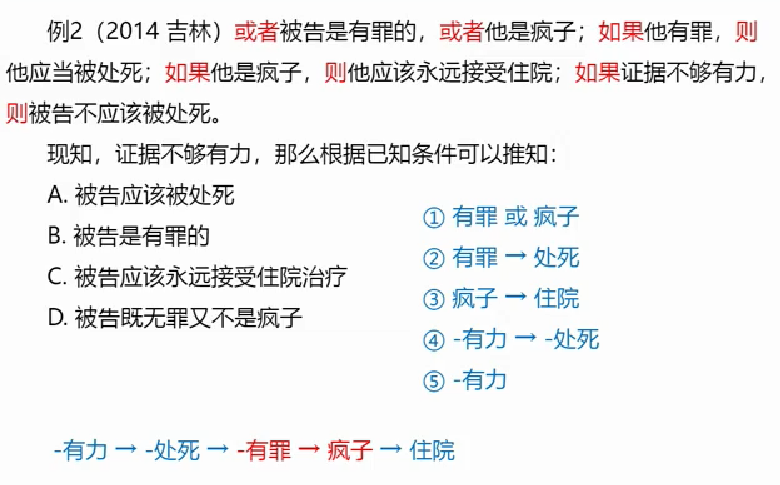 例2（2014 吉林）或者被告是有罪的，或者他是疯子；如果他有罪，则
他应当被处死；如果他是疯子，则他应该永远接受住院；如果证据不够有力，
则被告不应该被处死。
现知，证据不够有力，那么根据已知条件可以推知：
A. 被告应该被处死
B. 被告是有罪的
C. 被告应该永远接受住院治疗
D. 被告既无罪又不是疯子
① 有罪 或 疯子
② 有罪 → 处死
③ 疯子 → 住院
④ -有力 → -处死
⑤ -有力
-有力 → -处死 → -有罪 → 疯子 → 住院